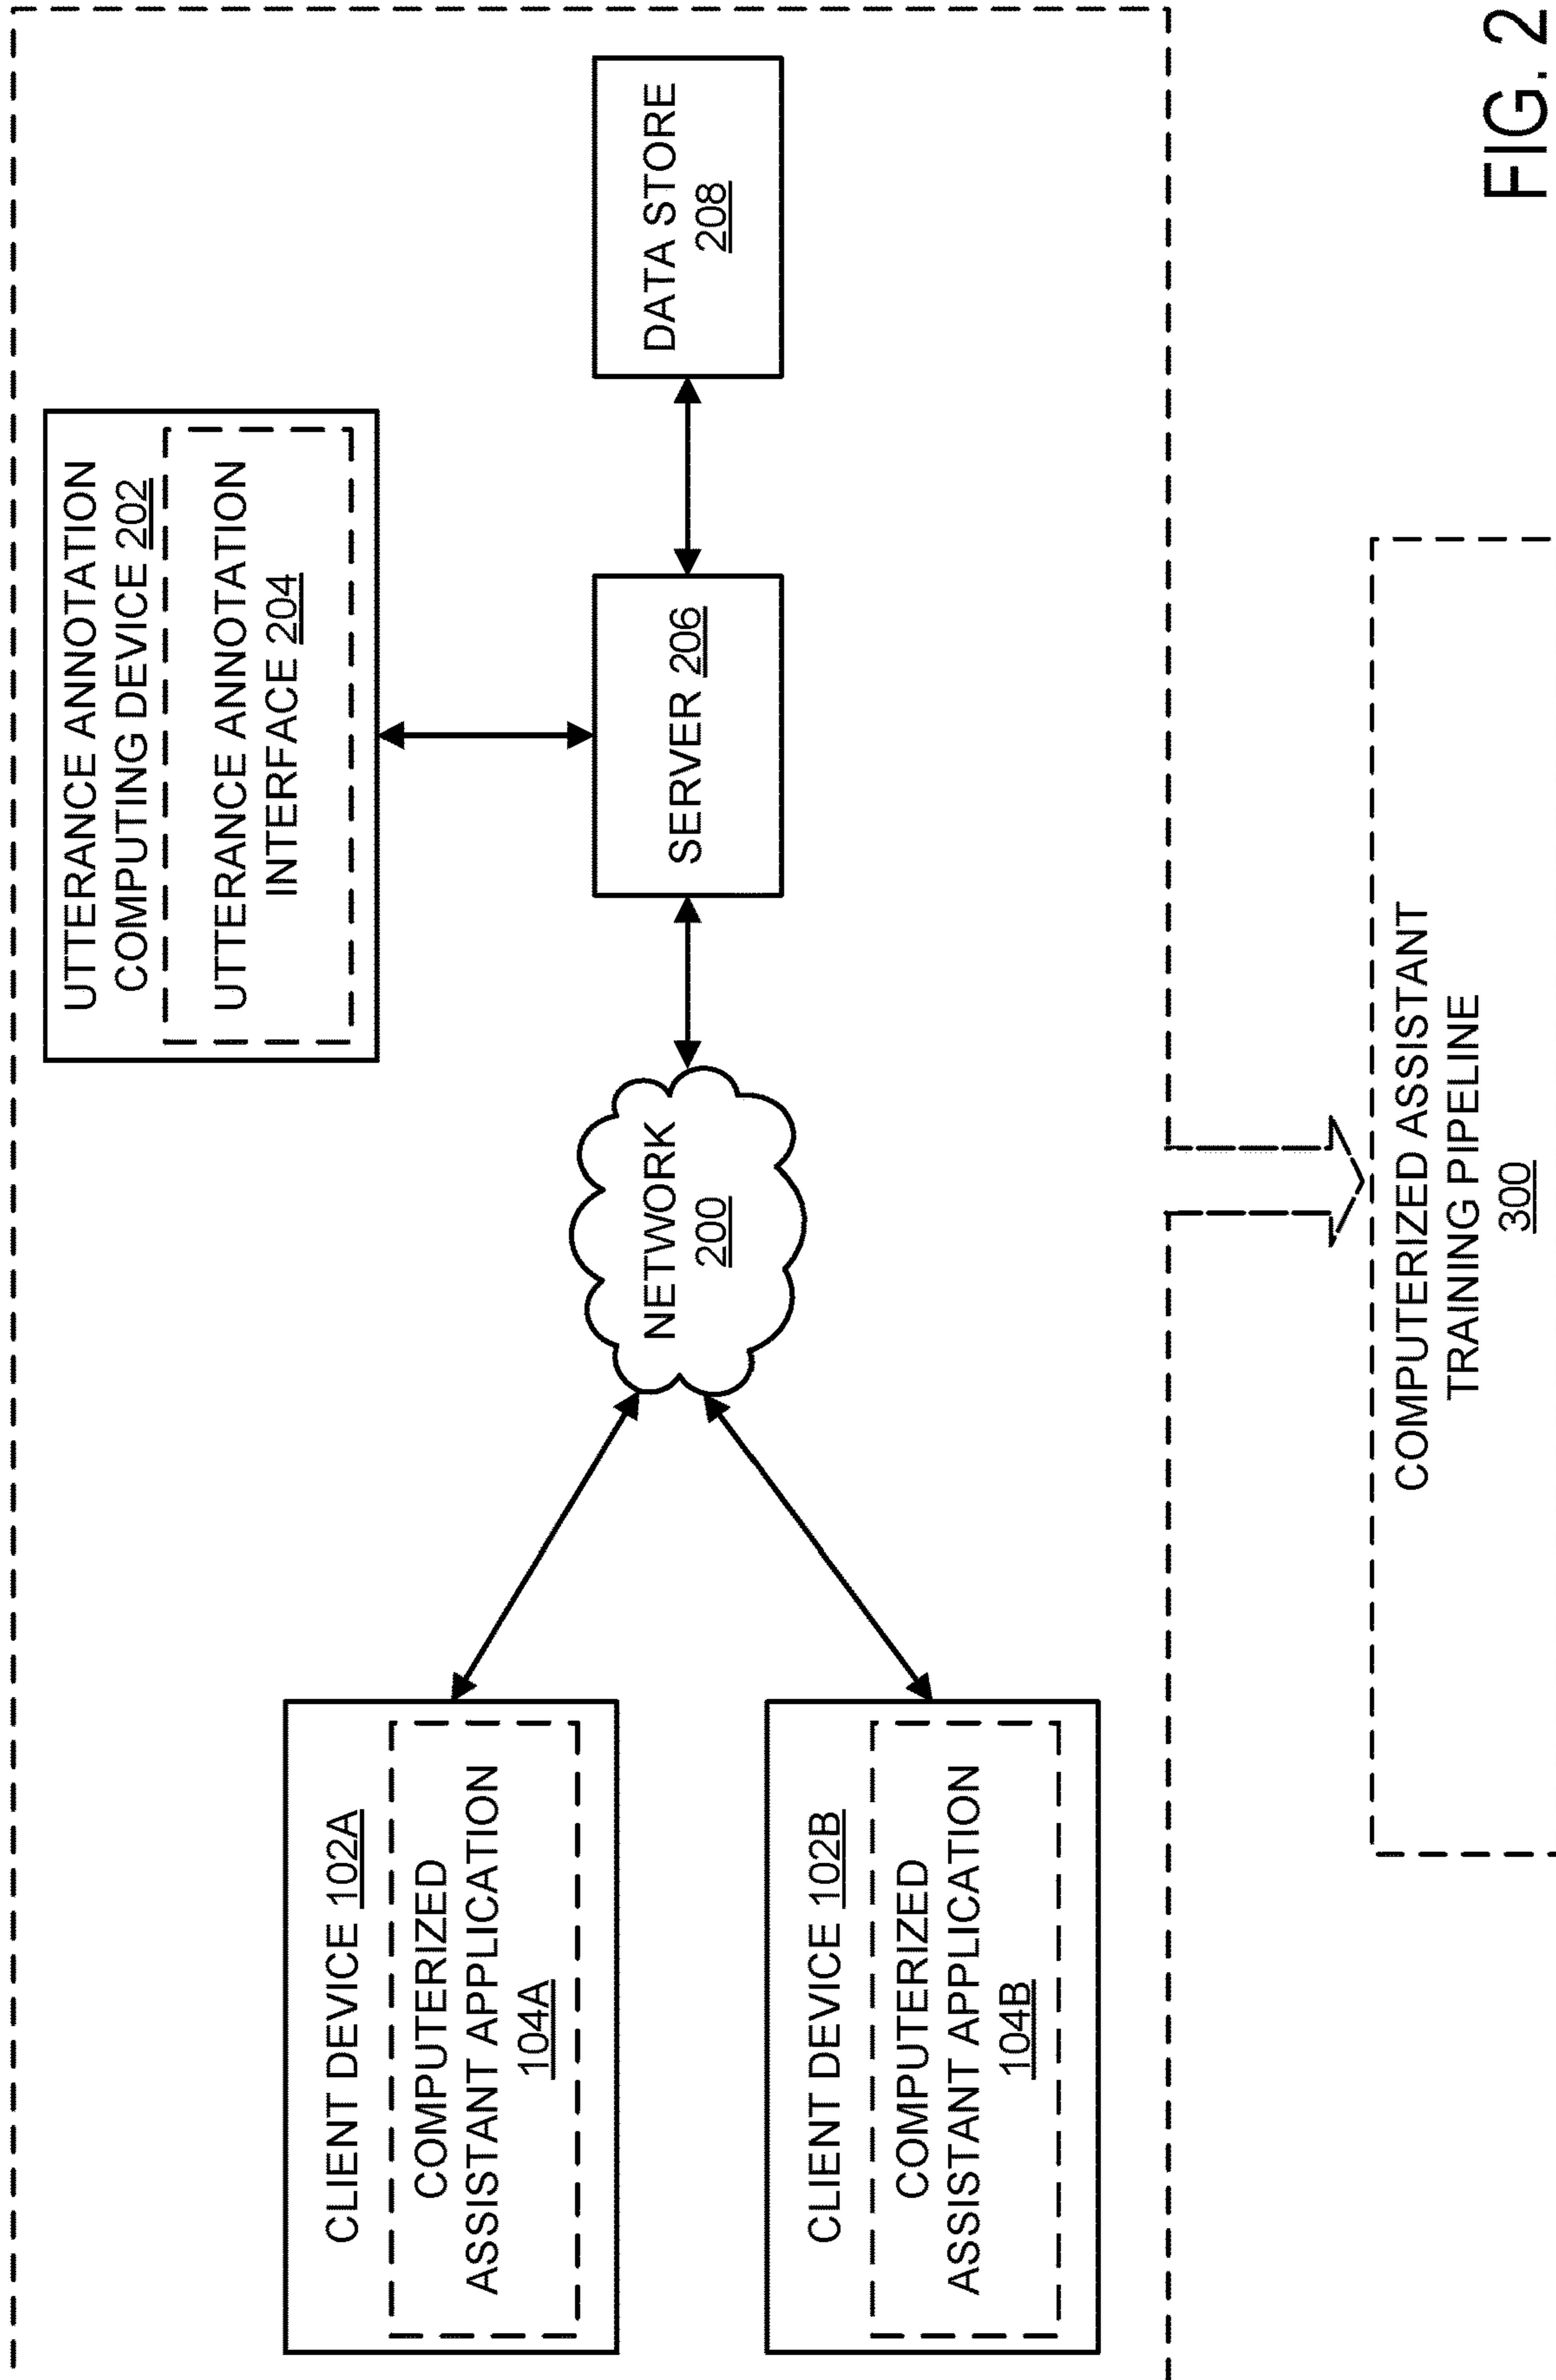 UTTERANCE ANNOTATION
COMPUTING DEVICE 202
UTTERANCE ANNOTATION
INTERFACE 204
CLIENT DEVICE 102A
COMPUTERIZED
ASSISTANT APPLICATION
104A
NETWORK
200
SERVER 206
DATA STORE
208
CLIENT DEVICE 102B
COMPUTERIZED
ASSISTANT APPLICATION
104B
COMPUTERIZED ASSISTANT
TRAINING PIPELINE
300
FIG. 2